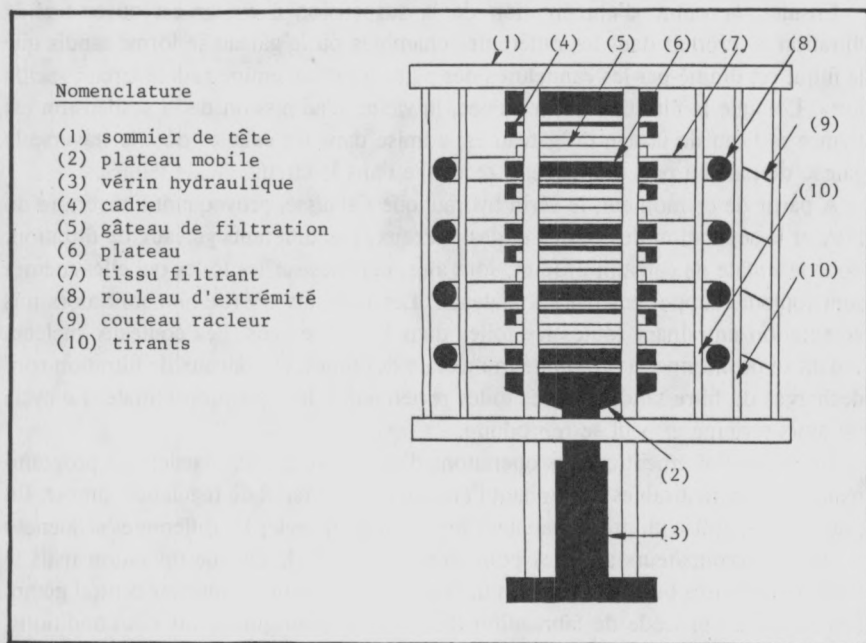 (1) (4) (5) (6) (7) (8)
Nomenclature
(1) sommier de tête
(2) plateau mobile
(3) vérin hydraulique
(4) cadre
(5) gâteau de filtration
(6) plateau
(7) tissu filtrant
(8) rouleau d'extrémité
(9) rouleau racleur
(10) tirants
(9)
(10)
(10)
(2)
(3)